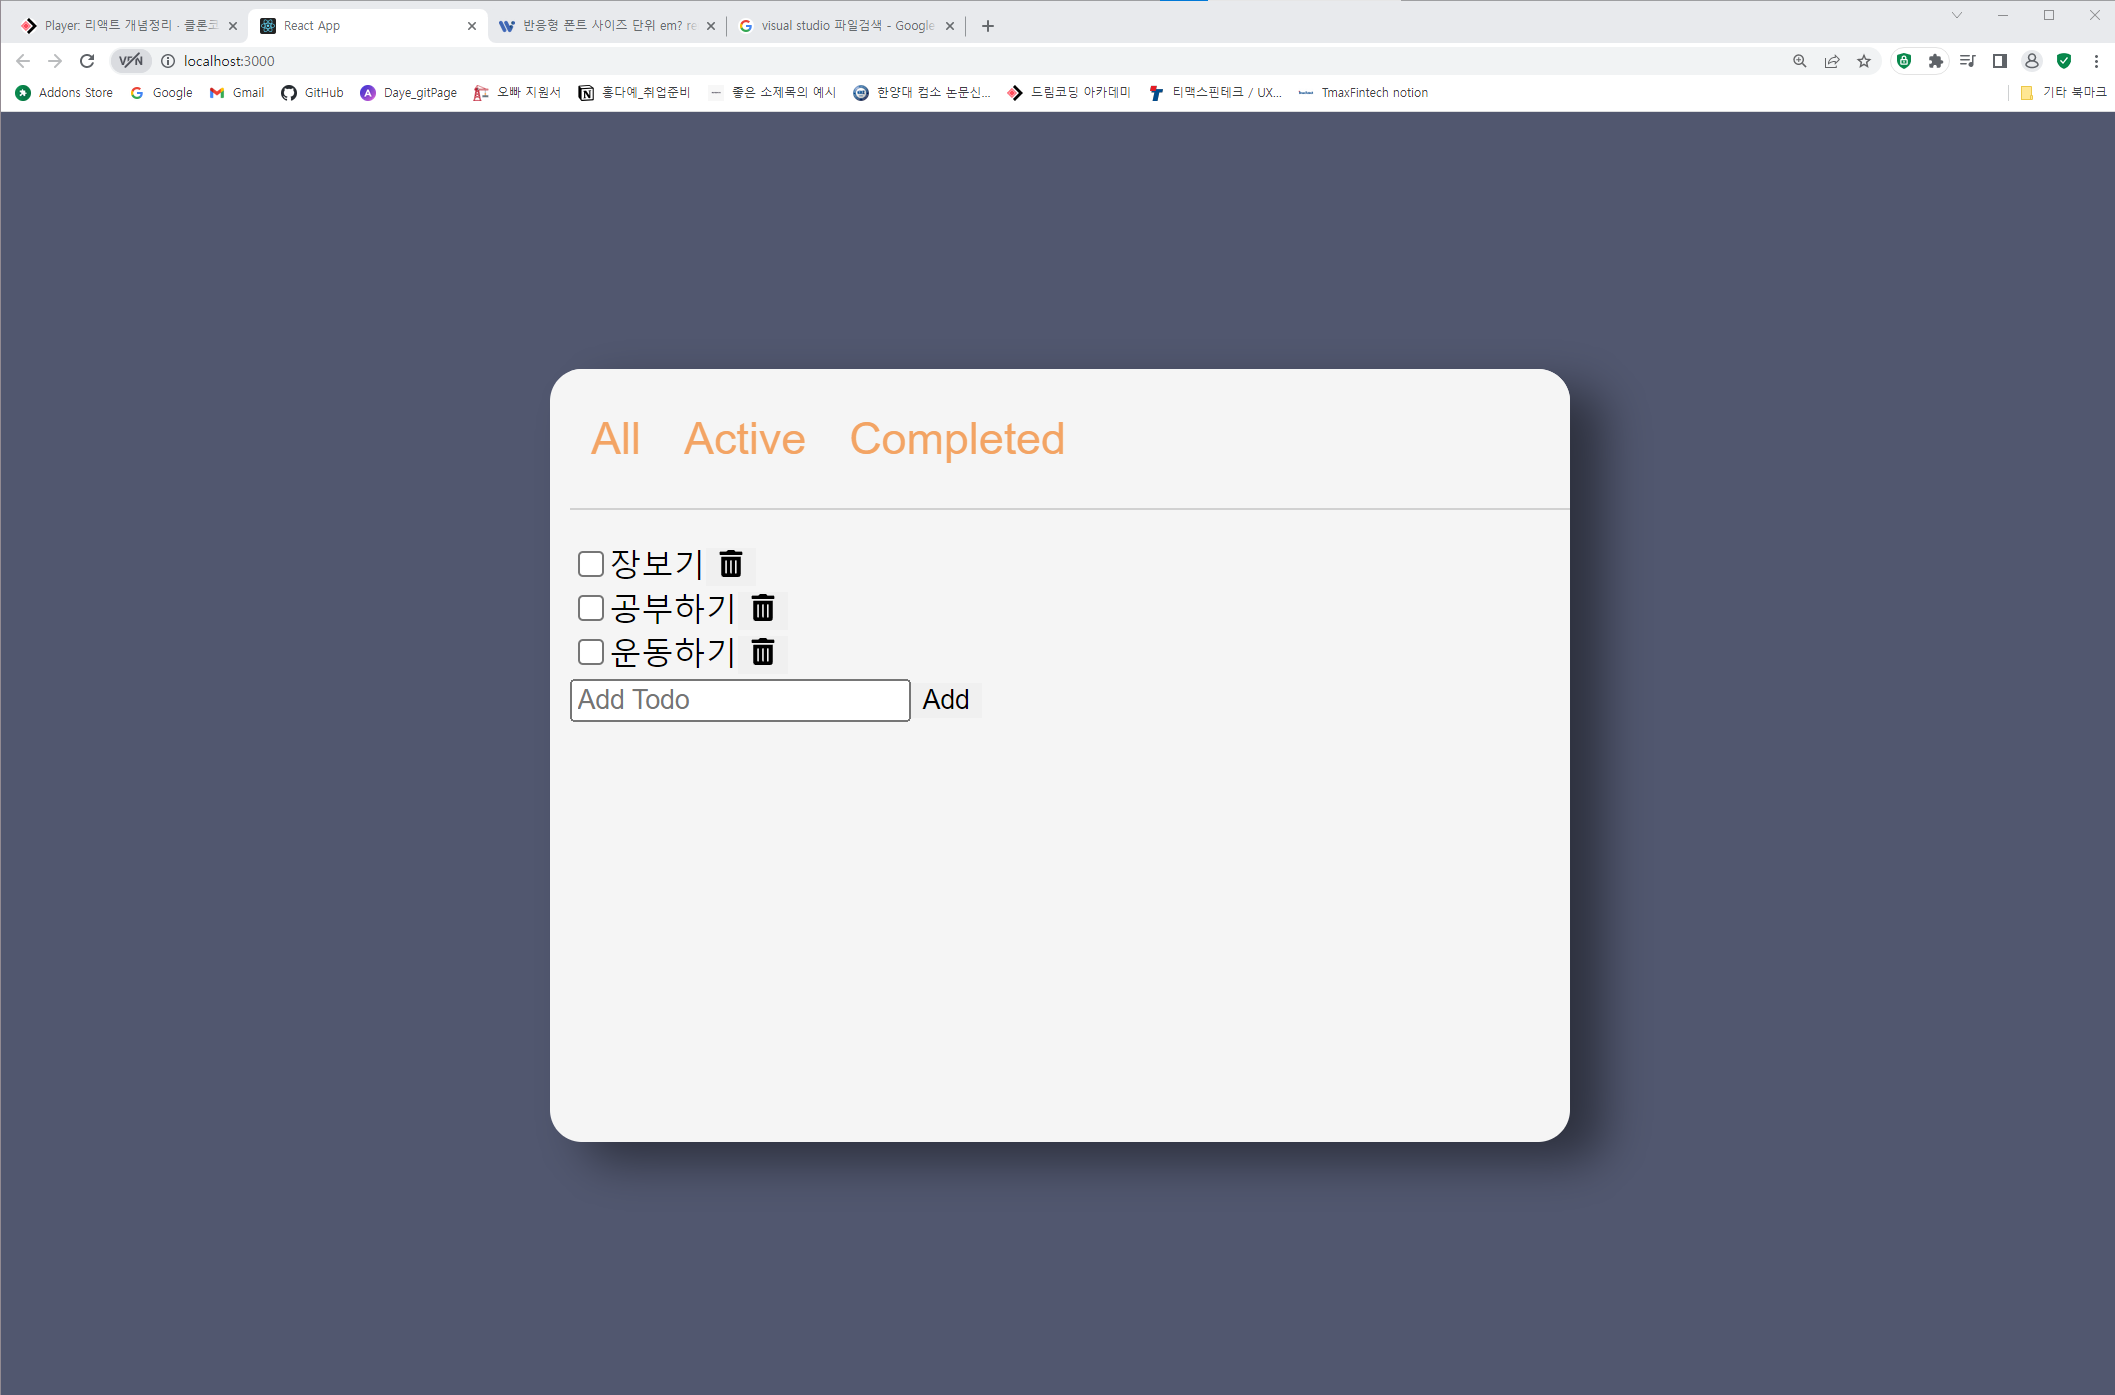 Player: 리액트 개념정리 - 클론코
React App
반응형 폰트 사이즈 단위 em? re
visual studio 파일검색 - Google
VPN
localhost:3000
Addons Store
Google
Gmail
GitHub
Daye_gitPage
오빠 지원서
홍다예_취업준비
좋은 소제목의 예시
한양대 컴소 논문신...
드림코딩 아카데미
티맥스핀테크 / UX...
TmaxFintech notion
기타 북마크
All Active Completed
장보기
공부하기
운동하기
Add Todo Add